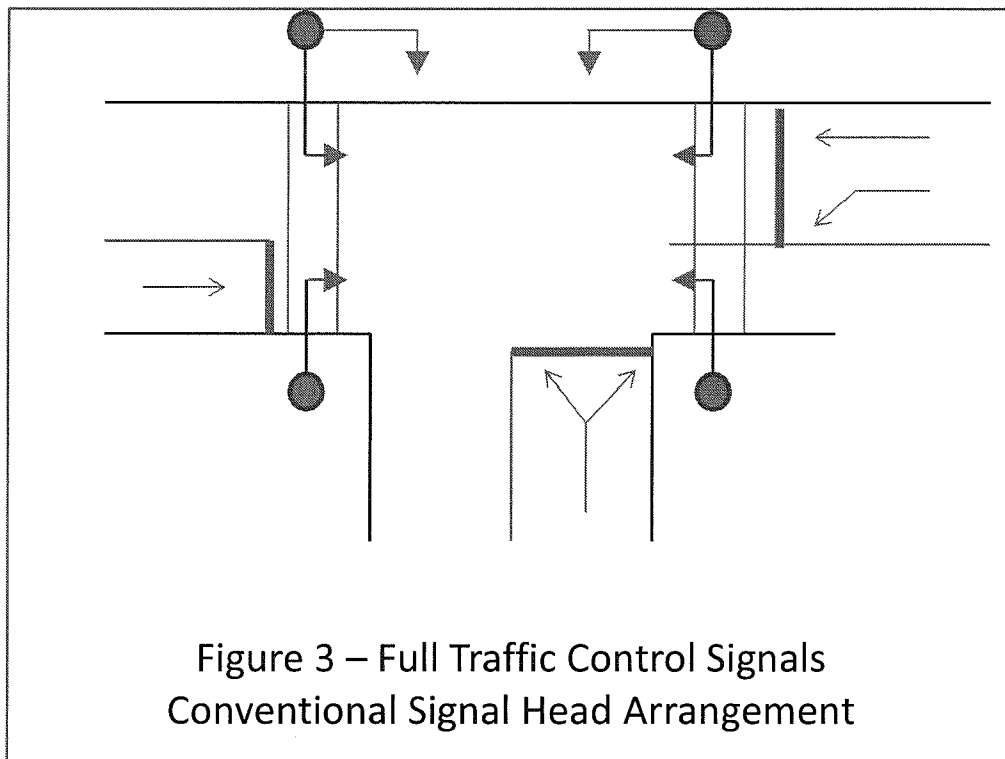 Figure 3 – Full Traffic Control Signals
Conventional Signal Head Arrangement